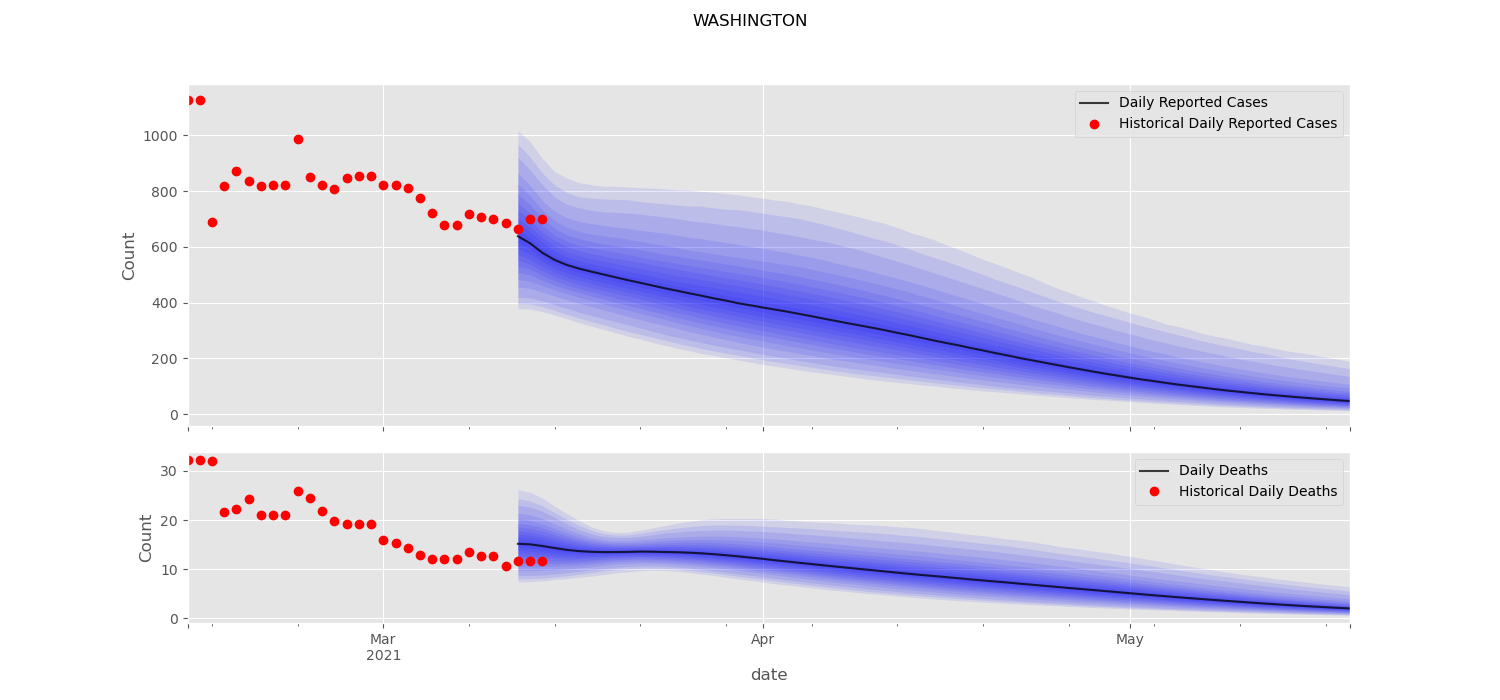 WASHINGTON
Daily Reported Cases
Historical Daily Reported Cases
1000
800
600
400
200
0
Count
Daily Deaths
Historical Daily Deaths
30
20
10
0
Count
Mar
2021
Apr
May
date